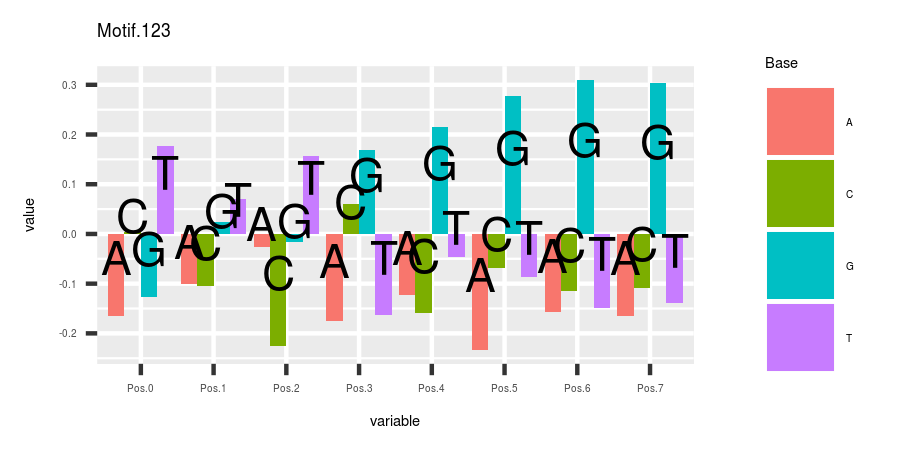 Motif.123
Base
0.3
0.2
0.1
0.0
-0.1
-0.2
value
A C G T A C G T A C G T A C G T A C G T A C G T A C G T A C G T
Pos.0 Pos.1 Pos.2 Pos.3 Pos.4 Pos.5 Pos.6 Pos.7
variable
A
C
G
T